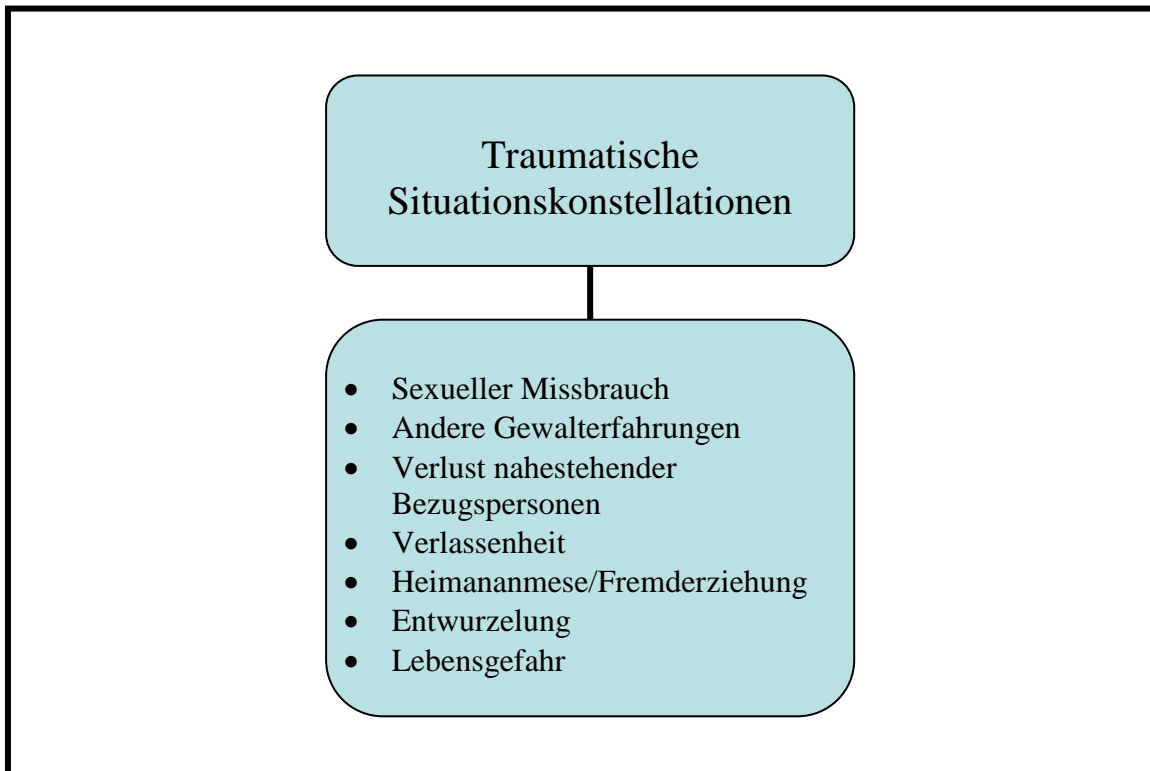 Traumatische
Situationskonstellationen
• Sexueller Missbrauch
• Andere Gewalterfahrungen
• Verlust nahestehender
Bezugspersonen
• Verlassenheit
• Heimananmese/Fremderziehung
• Entwurzelung
• Lebensgefahr